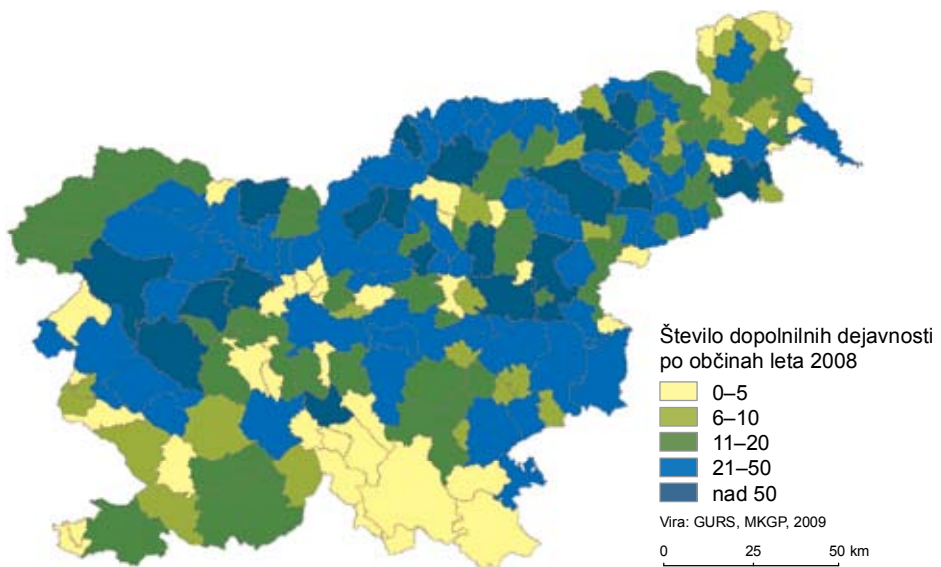 Število dopolnilnih dejavnosti
po občinah leta 2008
0–5
6–10
11–20
21–50
nad 50
Vira: GURS, MKGP, 2009
0 25 50 km